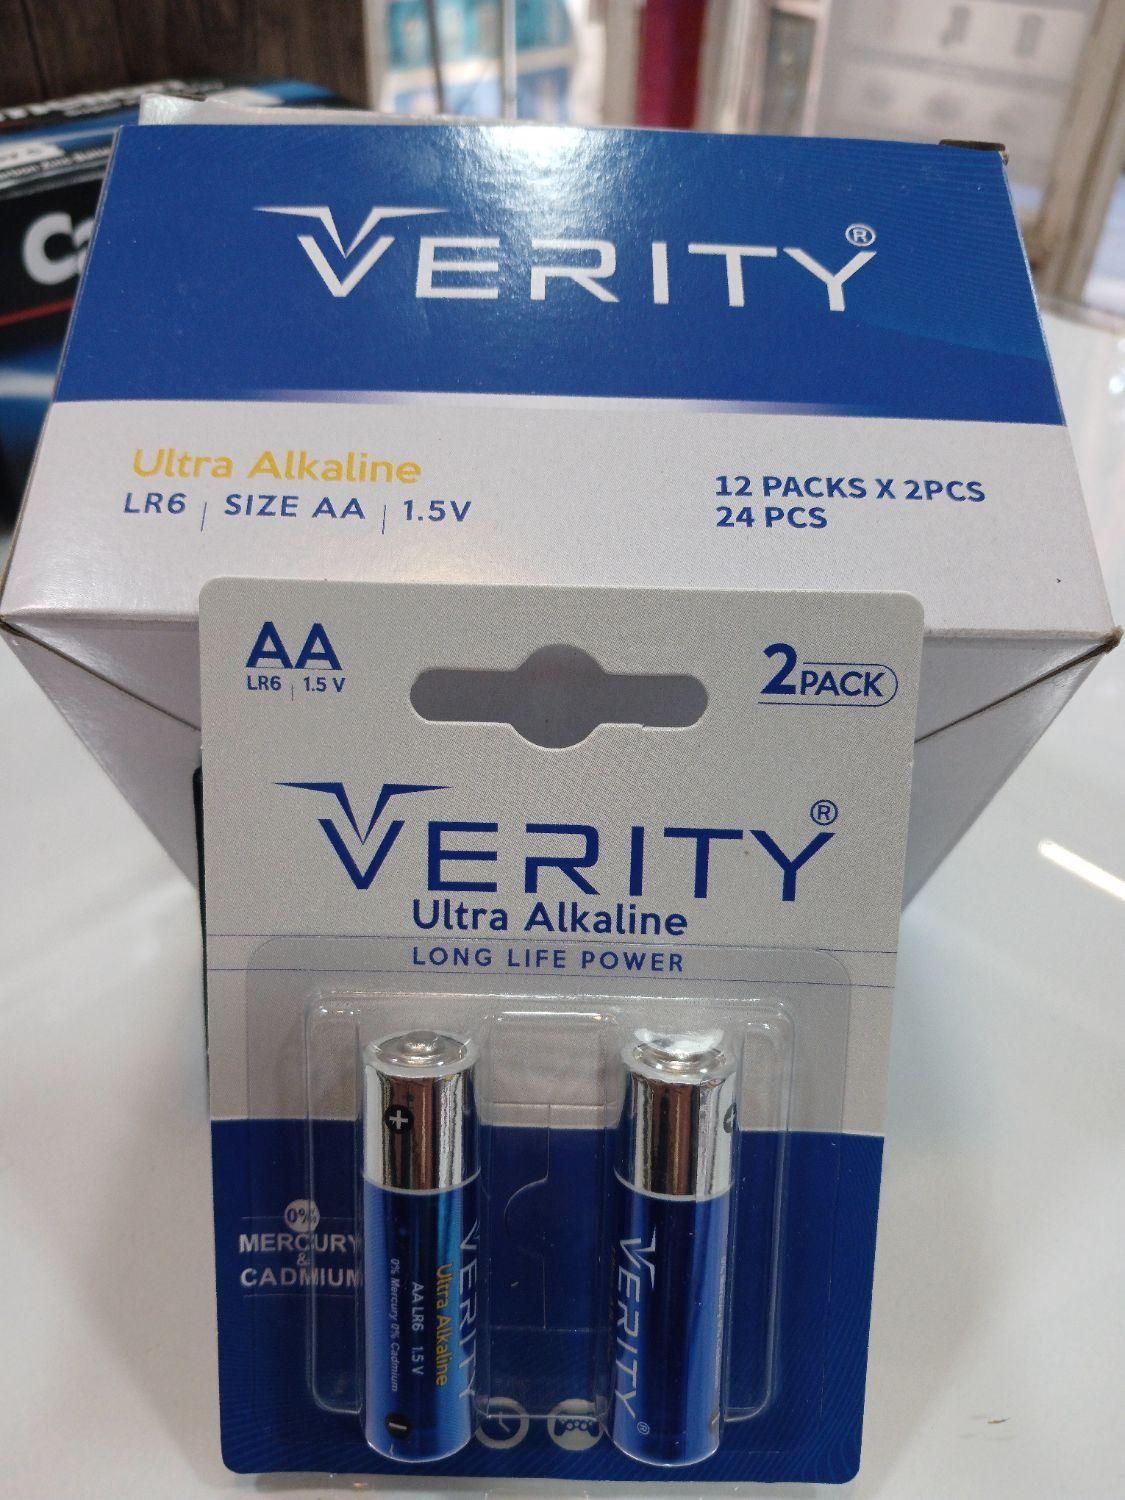 Ca
VERITY®
Ultra Alkaline
LR6 | SIZE AA | 1.5V
12 PACKS X 2PCS
24 PCS
AA
LR6 | 1.5 V
2PACK
VERITY®
Ultra Alkaline
LONG LIFE POWER
0%
MERCURY
&
CADMIUM
+
VERITY
Ultra Alkaline
AA LR6 1.5 V
0% Mercury 0% Cadmium
-
+
VERITY®